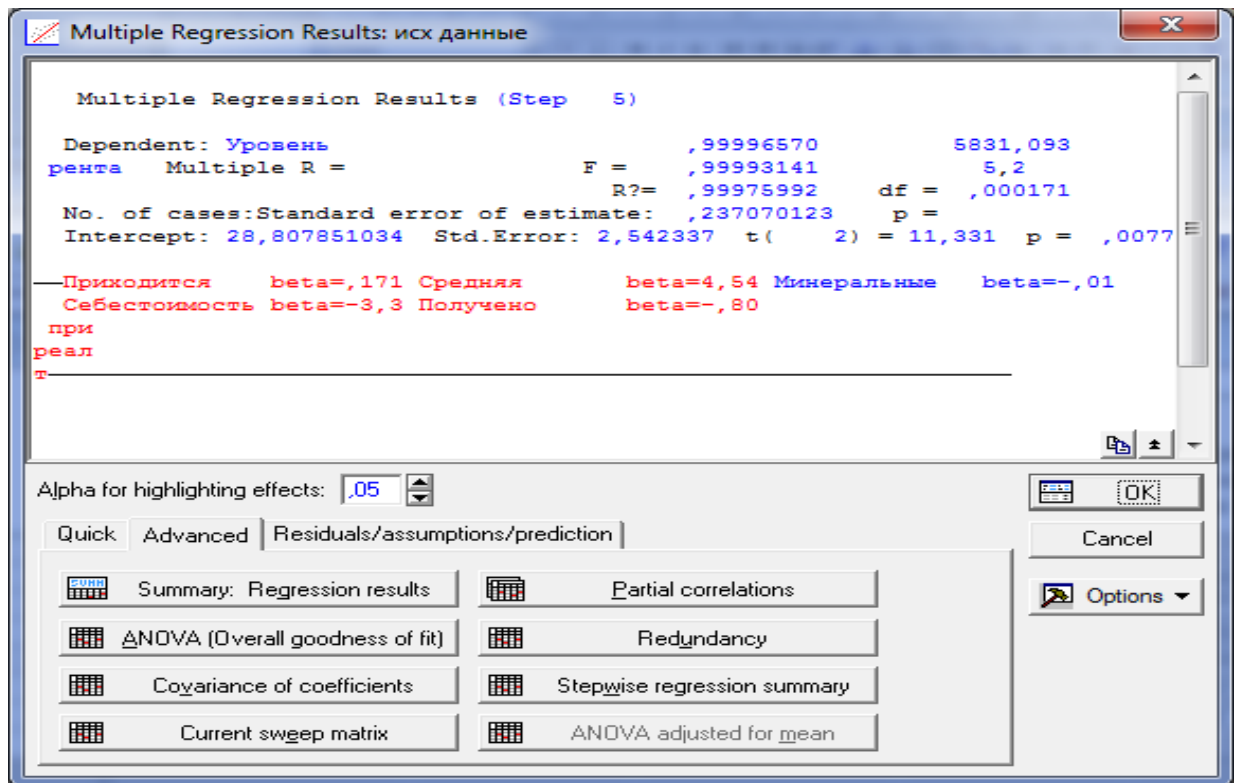 Multiple Regression Results: исх данные
Multiple Regression Results (Step 5)
Dependent: Уровень ,99996570 5831,093
рента Multiple R = F = ,99993141 5,2
R?= ,99975992 df = ,000171
No. of cases:Standard error of estimate: ,237070123 p =
Intercept: 28,807851034 Std.Error: 2,542337 t( 2) = 11,331 p = ,0077
Приходится beta=,171 Средняя beta=4,54 Минеральные beta=-,01
Себестоимость beta=-3,3 Получено beta=-,80
при
реал
т
Alpha for highlighting effects: ,05
OK
Quick Advanced Residuals/assumptions/prediction
Cancel
Summary: Regression results Partial correlations
Options
ANOVA (Overall goodness of fit) Redundancy
Covariance of coefficients Stepwise regression summary
Current sweep matrix ANOVA adjusted for mean